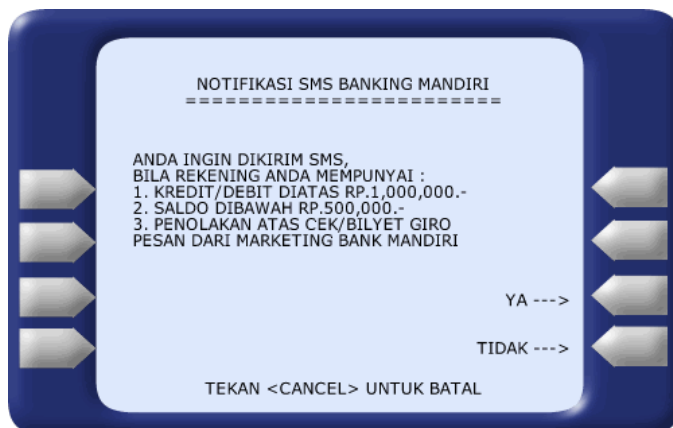 NOTIFIKASI SMS BANKING MANDIRI
========================
ANDA INGIN DIKIRIM SMS,
BILA REKENING ANDA MEMPUNYAI :
1. KREDIT/DEBIT DIATAS RP.1,000,000.-
2. SALDO DIBAWAH RP.500,000.-
3. PENOLAKAN ATAS CEK/BILYET GIRO
PESAN DARI MARKETING BANK MANDIRI
YA --->
TIDAK --->
TEKAN <CANCEL> UNTUK BATAL